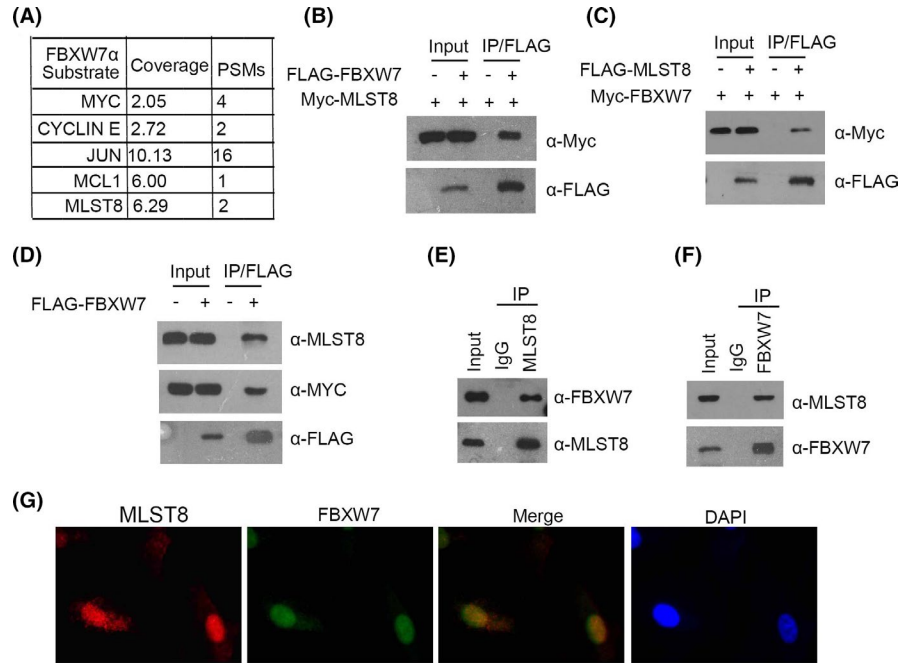 (A)
FBXW7α Substrate Coverage PSMs
MYC 2.05 4
CYCLIN E 2.72 2
JUN 10.13 16
MCL1 6.00 1
MLST8 6.29 2
(B)
Input IP/FLAG
FLAG-FBXW7 - + - +
Myc-MLST8 + + + +
α-Myc
α-FLAG
(C)
Input IP/FLAG
FLAG-MLST8 - + - +
Myc-FBXW7 + + + +
α-Myc
α-FLAG
(D)
Input IP/FLAG
FLAG-FBXW7 - + - +
α-MLST8
α-MYC
α-FLAG
(E)
IP
Input IgG MLST8
α-FBXW7
α-MLST8
(F)
IP
Input IgG FBXW7
α-MLST8
α-FBXW7
(G)
MLST8 FBXW7 Merge DAPI